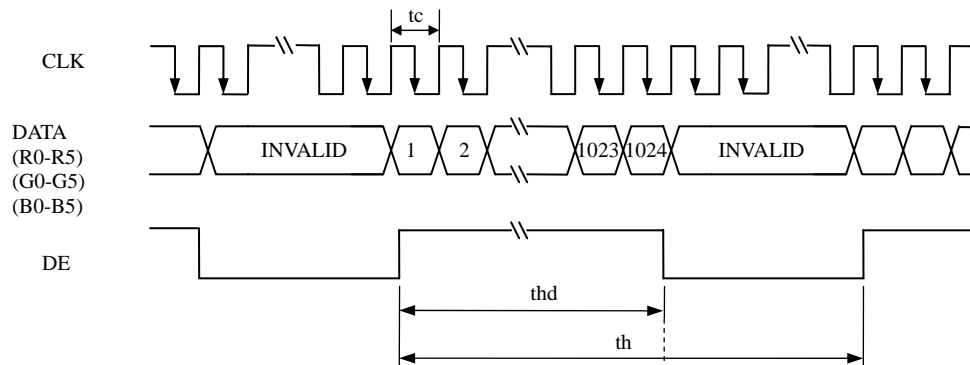 tc
CLK
DATA
(R0-R5)
(G0-G5)
(B0-B5)
INVALID 1 2 1023 1024 INVALID
DE
thd
th